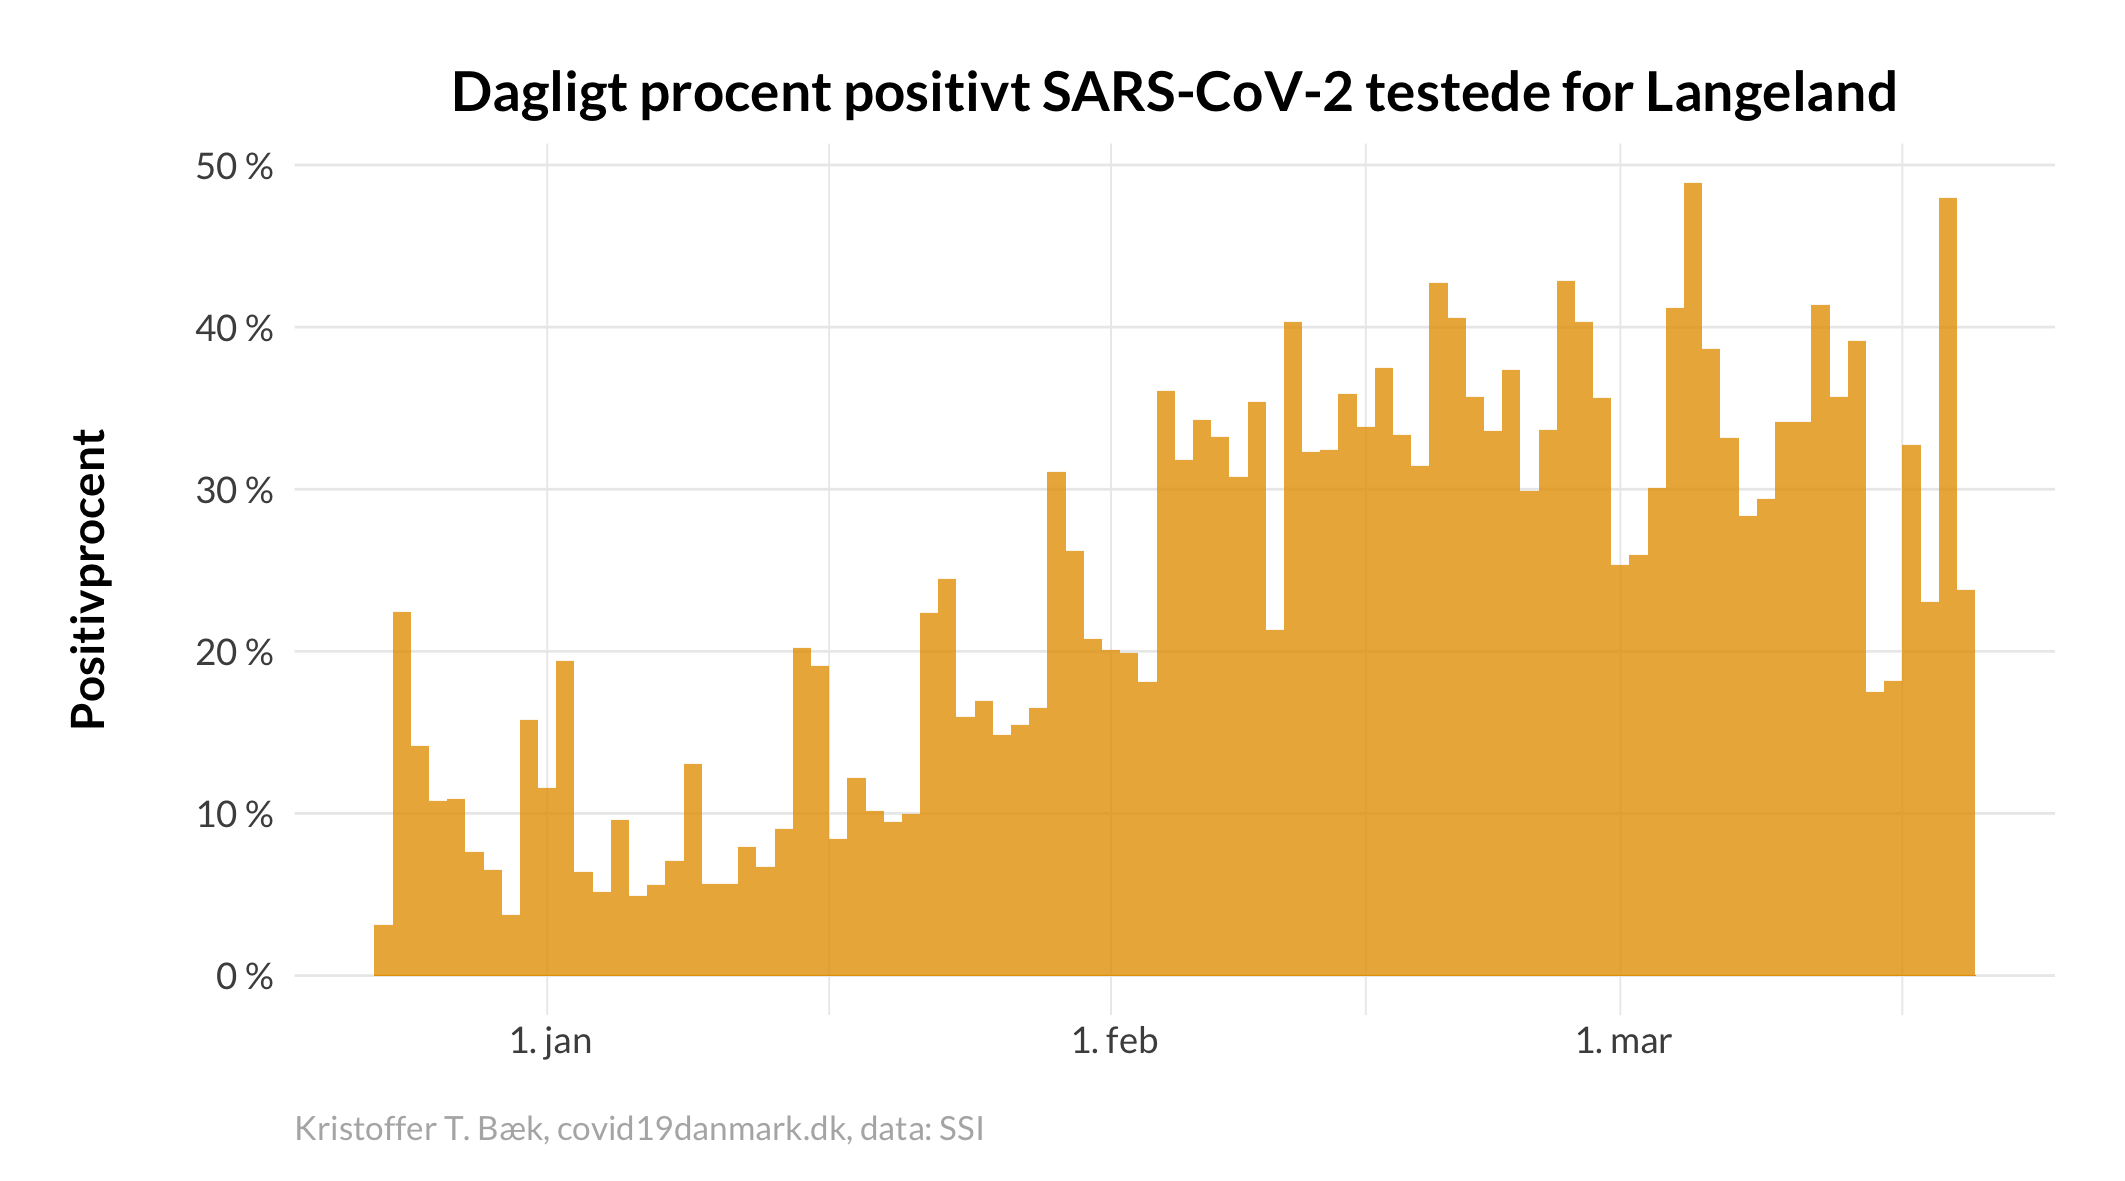 Dagligt procent positivt SARS-CoV-2 testede for Langeland
Positivprocent
50 %
40 %
30 %
20 %
10 %
0 %
1. jan
1. feb
1. mar
Kristoffer T. Bæk, covid19danmark.dk, data: SSI